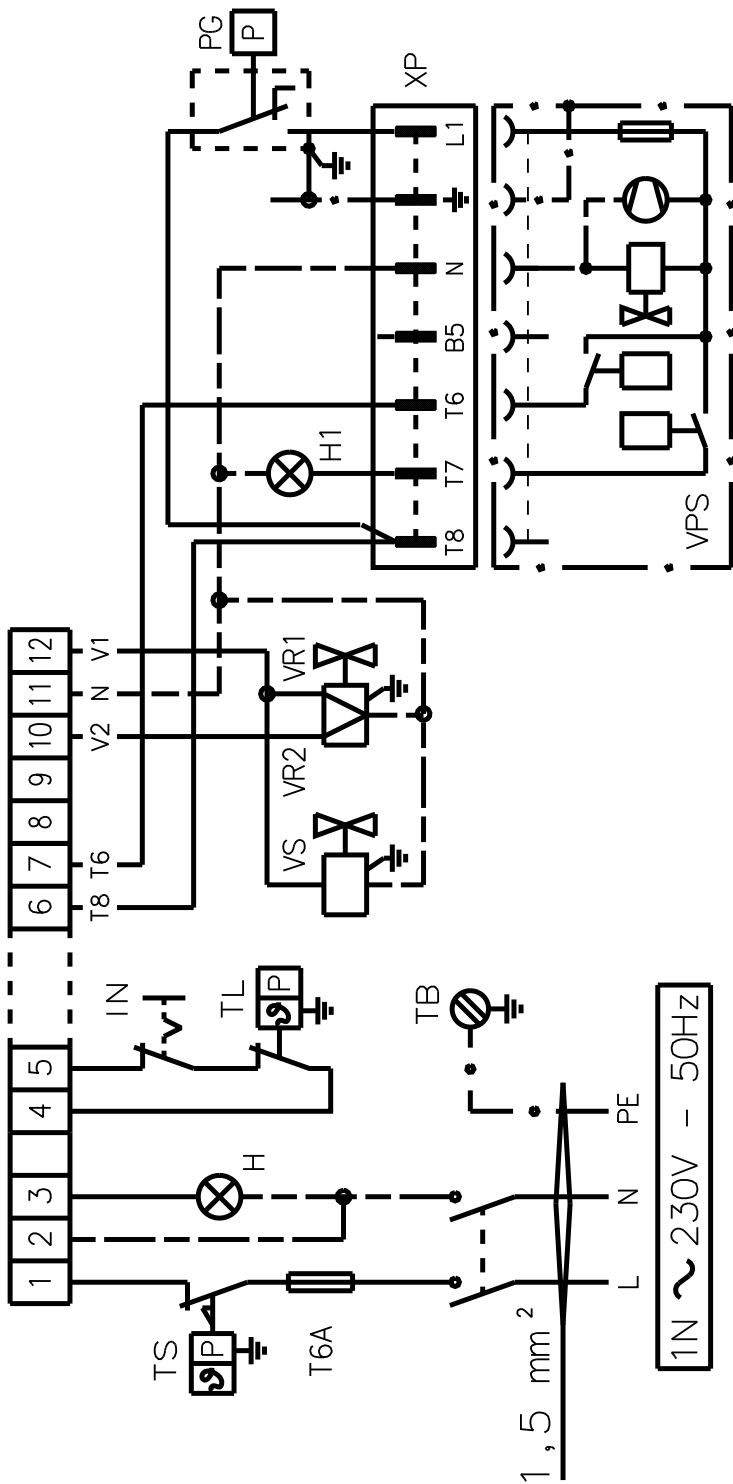 1 2 3 4 5 6 7 8 9 10 11 12
T8 T6 V2 N V1
TS
P
T6A
H
IN
TL
P
TB
VS
VR2
VR1
H1
PG
P
XP
T8 T7 T6 B5 N L1
VPS
L N PE
1,5 mm²
1N ~ 230V - 50Hz